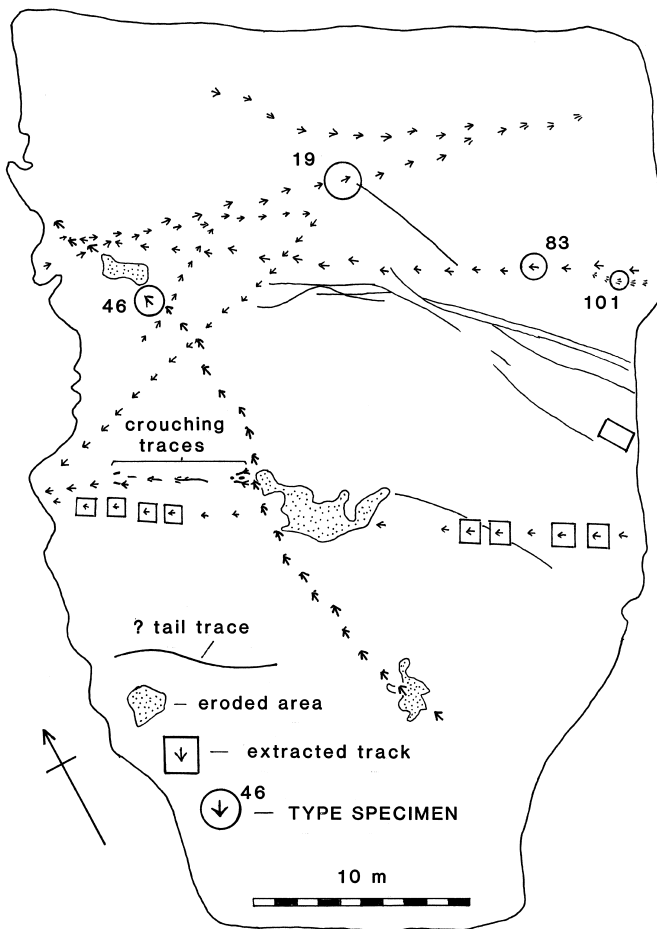 19
83
101
46
crouching
traces
? tail trace
– eroded area
– extracted track
46
– TYPE SPECIMEN
10 m